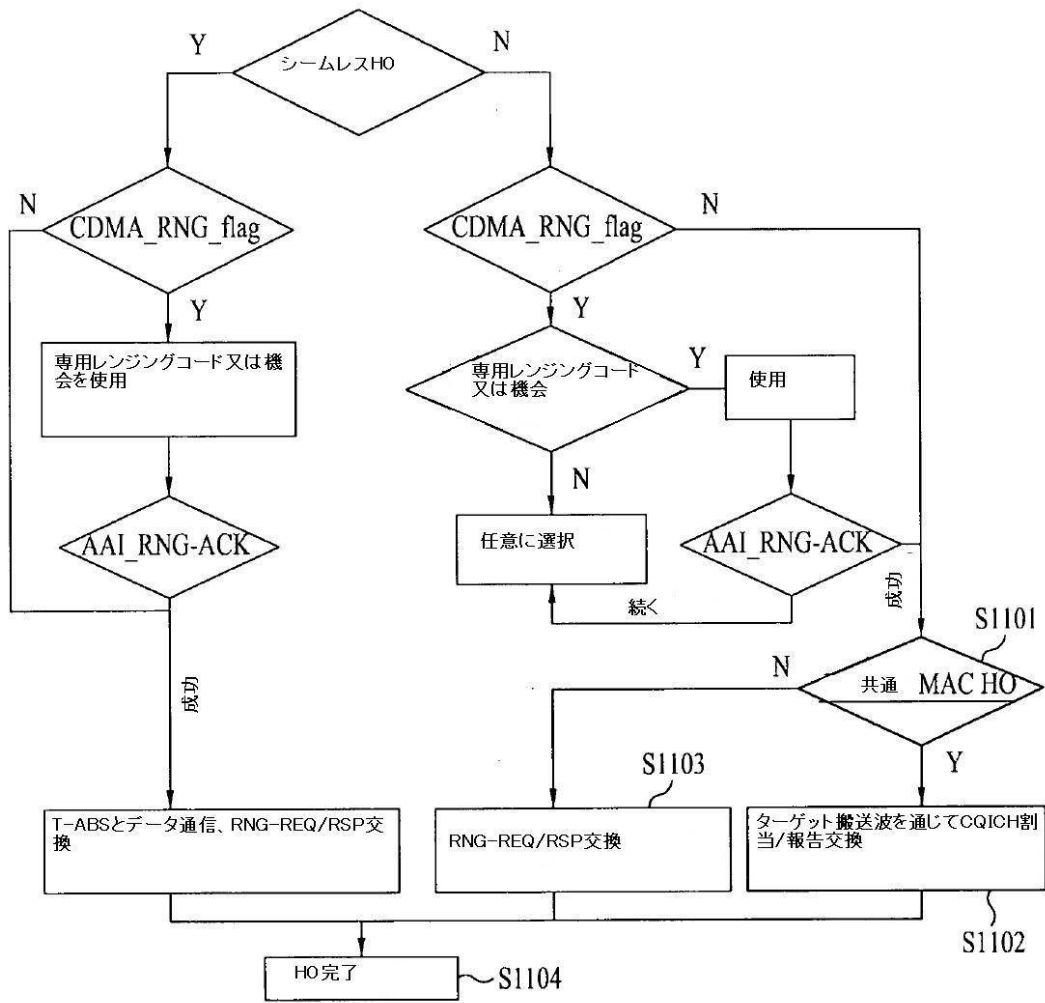 シームレスHO
Y
N
CDMA_RNG_flag
N
Y
CDMA_RNG_flag
N
Y
専用レンジングコード又は機
会を使用
専用レンジングコード
又は機会
Y
N
使用
AAI_RNG-ACK
任意に選択
AAI_RNG-ACK
続く
成功
成功
S1101
共通 MAC HO
N
Y
T-ABSとデータ通信、RNG-REQ/RSP交
換
S1103
RNG-REQ/RSP交換
ターゲット搬送波を通じてCQICH割
当/報告交換
S1102
HO完了
S1104